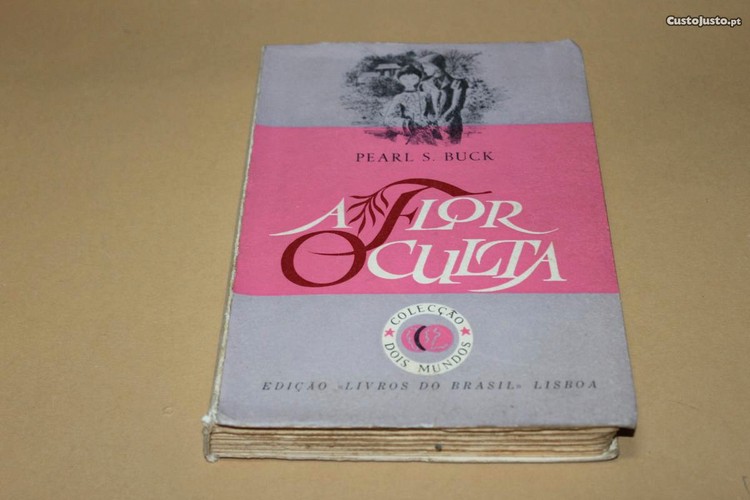 CustoJusto.pt
PEARL S. BUCK
A FLOR
OCULTA
COLECÇÃO
DOIS MUNDOS
EDIÇÃO «LIVROS DO BRASIL» LISBOA